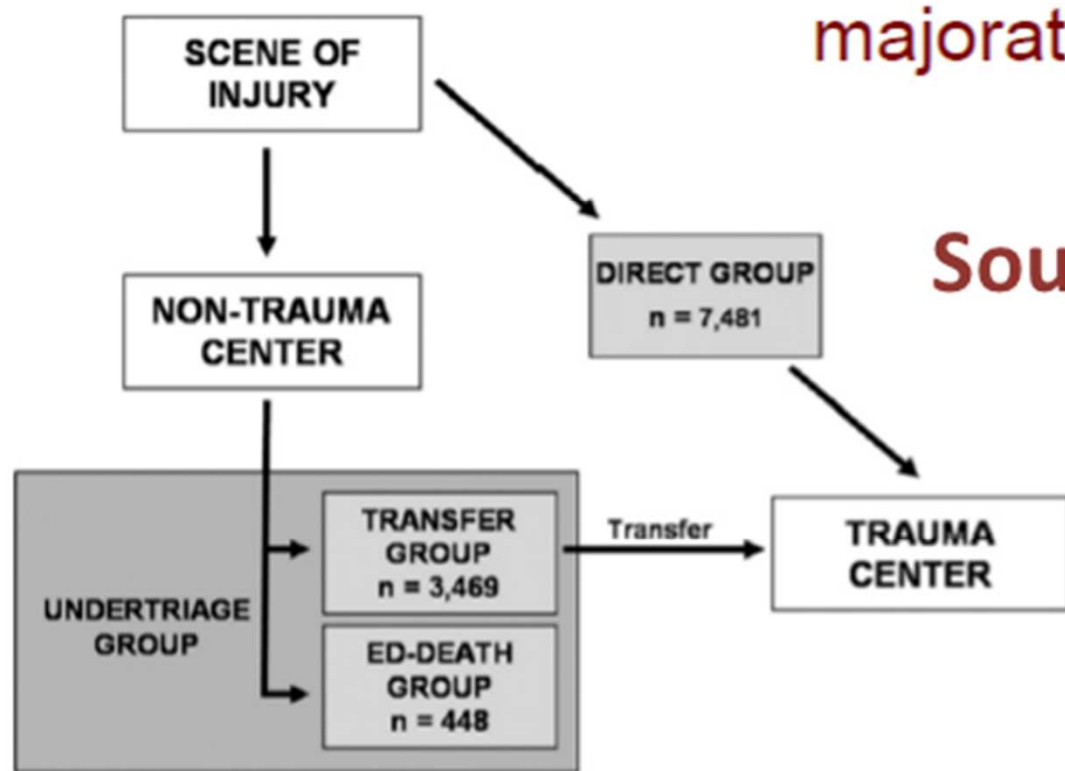 majorat
SCENE OF
INJURY
Sou
DIRECT GROUP
n = 7,481
NON-TRAUMA
CENTER
UNDERTRIAGE
GROUP
TRANSFER
GROUP
n = 3,469
ED-DEATH
GROUP
n = 448
Transfer
TRAUMA
CENTER